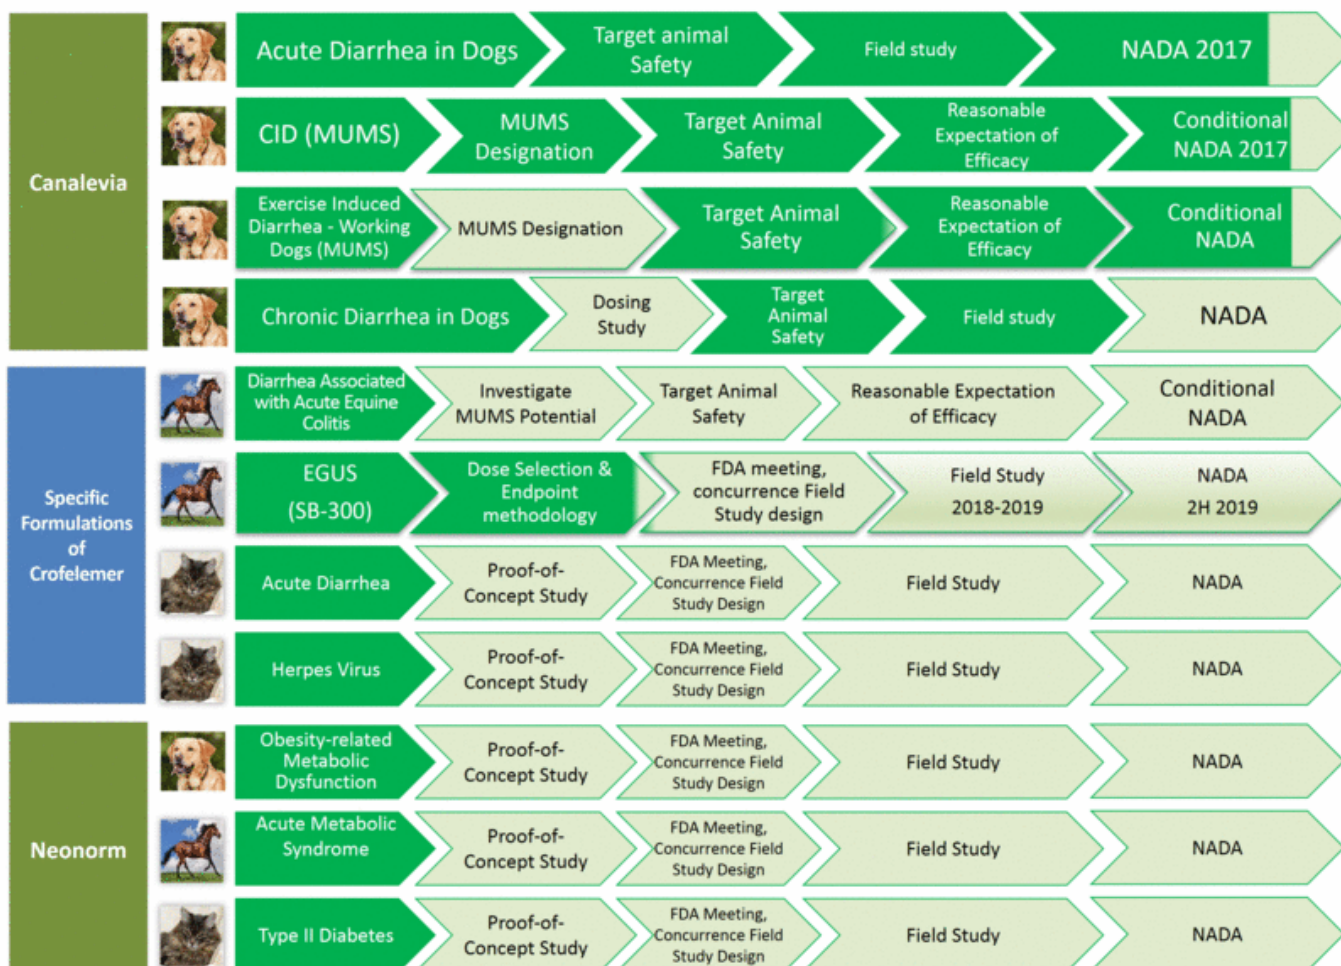 Canalevia
Acute Diarrhea in Dogs
Target animal
Safety
Field study
NADA 2017
CID (MUMS)
MUMS
Designation
Target Animal
Safety
Reasonable
Expectation of
Efficacy
Conditional
NADA 2017
Exercise Induced
Diarrhea - Working
Dogs (MUMS)
MUMS Designation
Target Animal
Safety
Reasonable
Expectation of
Efficacy
Conditional
NADA
Chronic Diarrhea in Dogs
Dosing
Study
Target
Animal
Safety
Field study
NADA
Specific
Formulations
of
Crofelemer
Diarrhea Associated
with Acute Equine
Colitis
Investigate
MUMS Potential
Target Animal
Safety
Reasonable Expectation
of Efficacy
Conditional
NADA
EGUS
(SB-300)
Dose Selection &
Endpoint
methodology
FDA meeting,
concurrence Field
Study design
Field Study
2018-2019
NADA
2H 2019
Acute Diarrhea
Proof-of-
Concept Study
FDA Meeting,
Concurrence Field
Study Design
Field Study
NADA
Herpes Virus
Proof-of-
Concept Study
FDA Meeting,
Concurrence Field
Study Design
Field Study
NADA
Neonorm
Obesity-related
Metabolic
Dysfunction
Proof-of-
Concept Study
FDA Meeting,
Concurrence Field
Study Design
Field Study
NADA
Acute Metabolic
Syndrome
Proof-of-
Concept Study
FDA Meeting,
Concurrence Field
Study Design
Field Study
NADA
Type II Diabetes
Proof-of-
Concept Study
FDA Meeting,
Concurrence Field
Study Design
Field Study
NADA